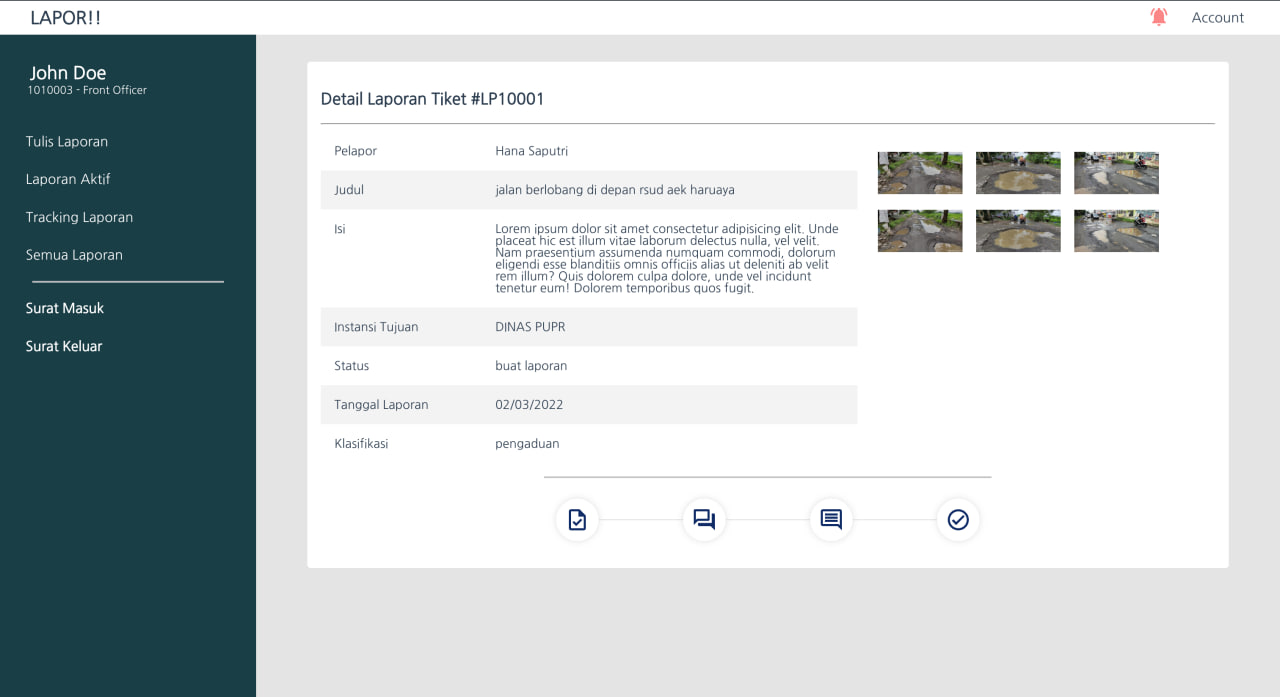 LAPOR!!
Account
John Doe
1010003 - Front Officer
Tulis Laporan
Laporan Aktif
Tracking Laporan
Semua Laporan
Surat Masuk
Surat Keluar
Detail Laporan Tiket #LP10001
Pelapor Hana Saputri
Judul jalan berlobang di depan rsud aek haruaya
Isi Lorem ipsum dolor sit amet consectetur adipisicing elit. Unde
placeat hic est illum vitae laborum delectus nulla, vel velit.
Nam praesentium assumenda numquam commodi, dolorum
eligendi esse blanditiis omnis officiis alias ut deleniti ab velit
rem illum? Quis dolorem culpa dolore, unde vel incidunt
tenetur eum! Dolorem temporibus quos fugit.
Instansi Tujuan DINAS PUPR
Status buat laporan
Tanggal Laporan 02/03/2022
Klasifikasi pengaduan